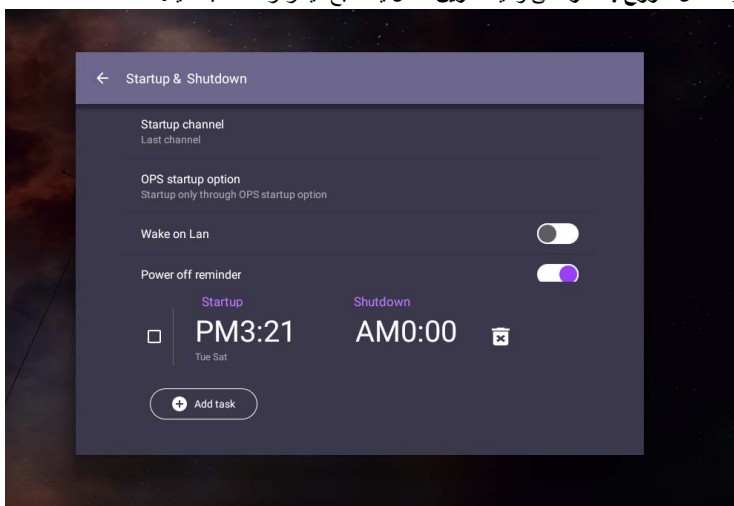 Startup & Shutdown
Startup channel
Last channel
OPS startup option
Startup only through OPS startup option
Wake on Lan
Power off reminder
Startup Shutdown
PM3:21 AM0:00
Tue Sat
Add task